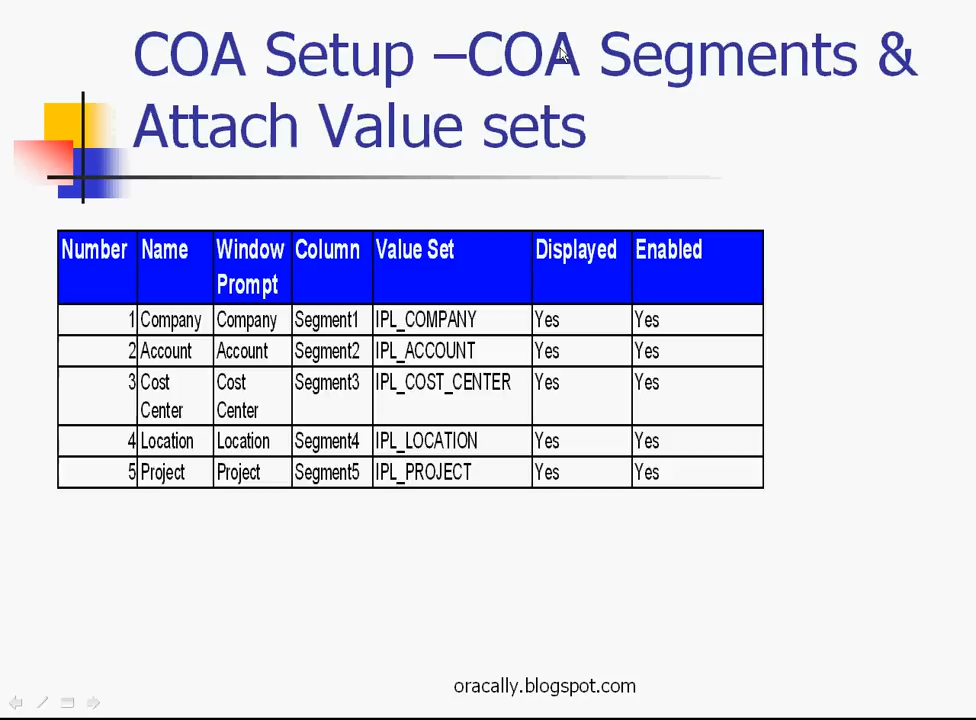 COA Setup –COA Segments &
Attach Value sets
Number Name Window Prompt Column Value Set Displayed Enabled
1 Company Company Segment1 IPL_COMPANY Yes Yes
2 Account Account Segment2 IPL_ACCOUNT Yes Yes
3 Cost Center Cost Center Segment3 IPL_COST_CENTER Yes Yes
4 Location Location Segment4 IPL_LOCATION Yes Yes
5 Project Project Segment5 IPL_PROJECT Yes Yes
oracally.blogspot.com